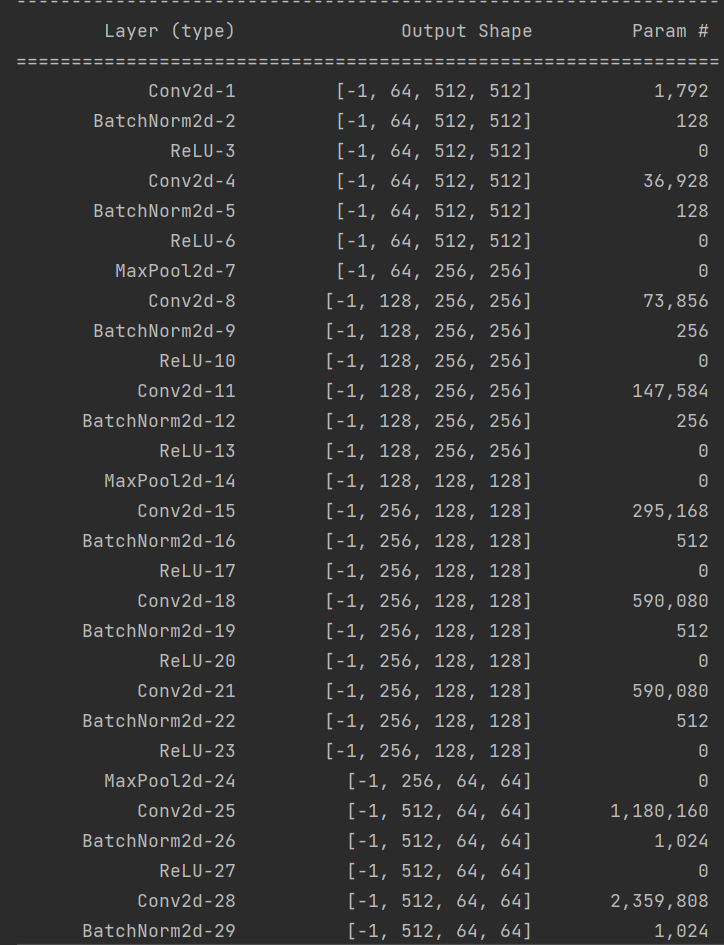 ----------------------------------------------------------------
Layer (type) Output Shape Param #
================================================================
Conv2d-1 [-1, 64, 512, 512] 1,792
BatchNorm2d-2 [-1, 64, 512, 512] 128
ReLU-3 [-1, 64, 512, 512] 0
Conv2d-4 [-1, 64, 512, 512] 36,928
BatchNorm2d-5 [-1, 64, 512, 512] 128
ReLU-6 [-1, 64, 512, 512] 0
MaxPool2d-7 [-1, 64, 256, 256] 0
Conv2d-8 [-1, 128, 256, 256] 73,856
BatchNorm2d-9 [-1, 128, 256, 256] 256
ReLU-10 [-1, 128, 256, 256] 0
Conv2d-11 [-1, 128, 256, 256] 147,584
BatchNorm2d-12 [-1, 128, 256, 256] 256
ReLU-13 [-1, 128, 256, 256] 0
MaxPool2d-14 [-1, 128, 128, 128] 0
Conv2d-15 [-1, 256, 128, 128] 295,168
BatchNorm2d-16 [-1, 256, 128, 128] 512
ReLU-17 [-1, 256, 128, 128] 0
Conv2d-18 [-1, 256, 128, 128] 590,080
BatchNorm2d-19 [-1, 256, 128, 128] 512
ReLU-20 [-1, 256, 128, 128] 0
Conv2d-21 [-1, 256, 128, 128] 590,080
BatchNorm2d-22 [-1, 256, 128, 128] 512
ReLU-23 [-1, 256, 128, 128] 0
MaxPool2d-24 [-1, 256, 64, 64] 0
Conv2d-25 [-1, 512, 64, 64] 1,180,160
BatchNorm2d-26 [-1, 512, 64, 64] 1,024
ReLU-27 [-1, 512, 64, 64] 0
Conv2d-28 [-1, 512, 64, 64] 2,359,808
BatchNorm2d-29 [-1, 512, 64, 64] 1,024